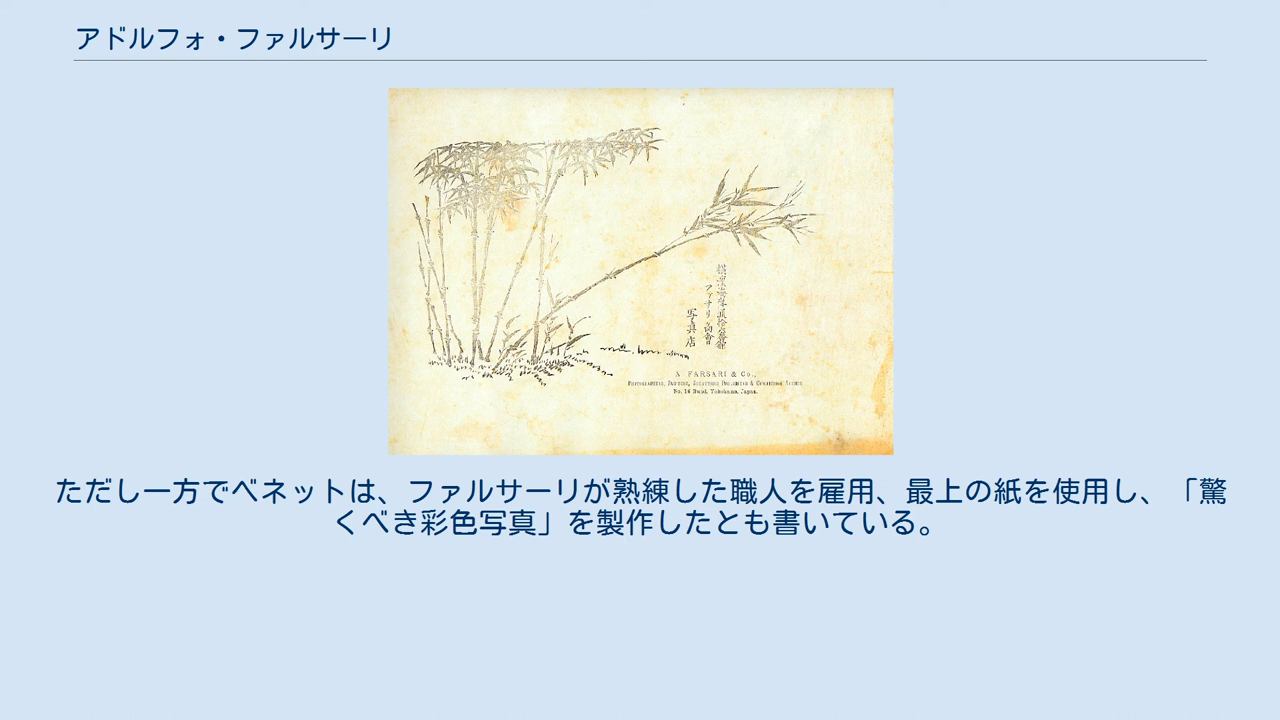 アドルフォ・ファルサーリ
ファサリ商會
写真店
A. FARSARI & Co.,
No. 16 Bund, Yokohama, Japan.
ただし一方でベネットは、ファルサーリが熟練した職人を雇用、最上の紙を使用し、「驚
くべき彩色写真」を製作したとも書いている。